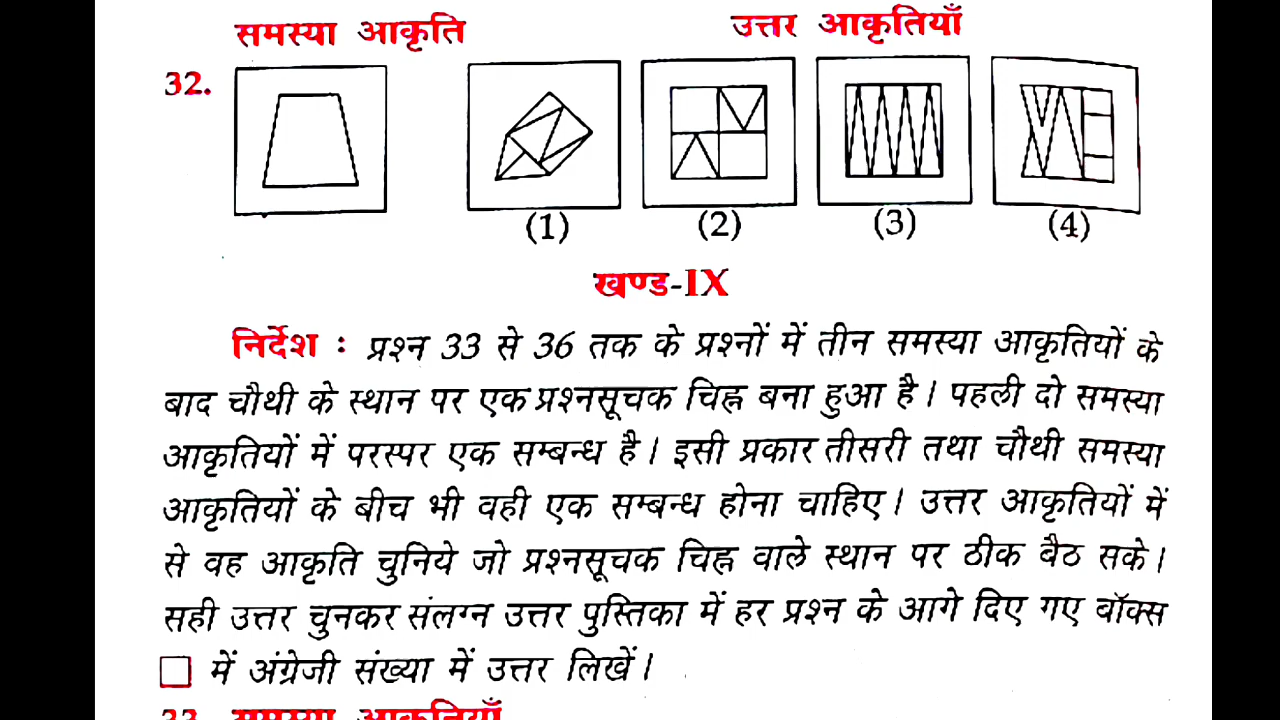 समस्या आकृति उत्तर आकृतियाँ
32.
(1) (2) (3) (4)
खण्ड-IX
निर्देश : प्रश्न 33 से 36 तक के प्रश्नों में तीन समस्या आकृतियों के
बाद चौथी के स्थान पर एक प्रश्नसूचक चिह्न बना हुआ है। पहली दो समस्या
आकृतियों में परस्पर एक सम्बन्ध है। इसी प्रकार तीसरी तथा चौथी समस्या
आकृतियों के बीच भी वही एक सम्बन्ध होना चाहिए। उत्तर आकृतियों में
से वह आकृति चुनिये जो प्रश्नसूचक चिह्न वाले स्थान पर ठीक बैठ सके।
सही उत्तर चुनकर संलग्न उत्तर पुस्तिका में हर प्रश्न के आगे दिए गए बॉक्स
में अंग्रेजी संख्या में उत्तर लिखें।
33. समस्या आकृतियाँ